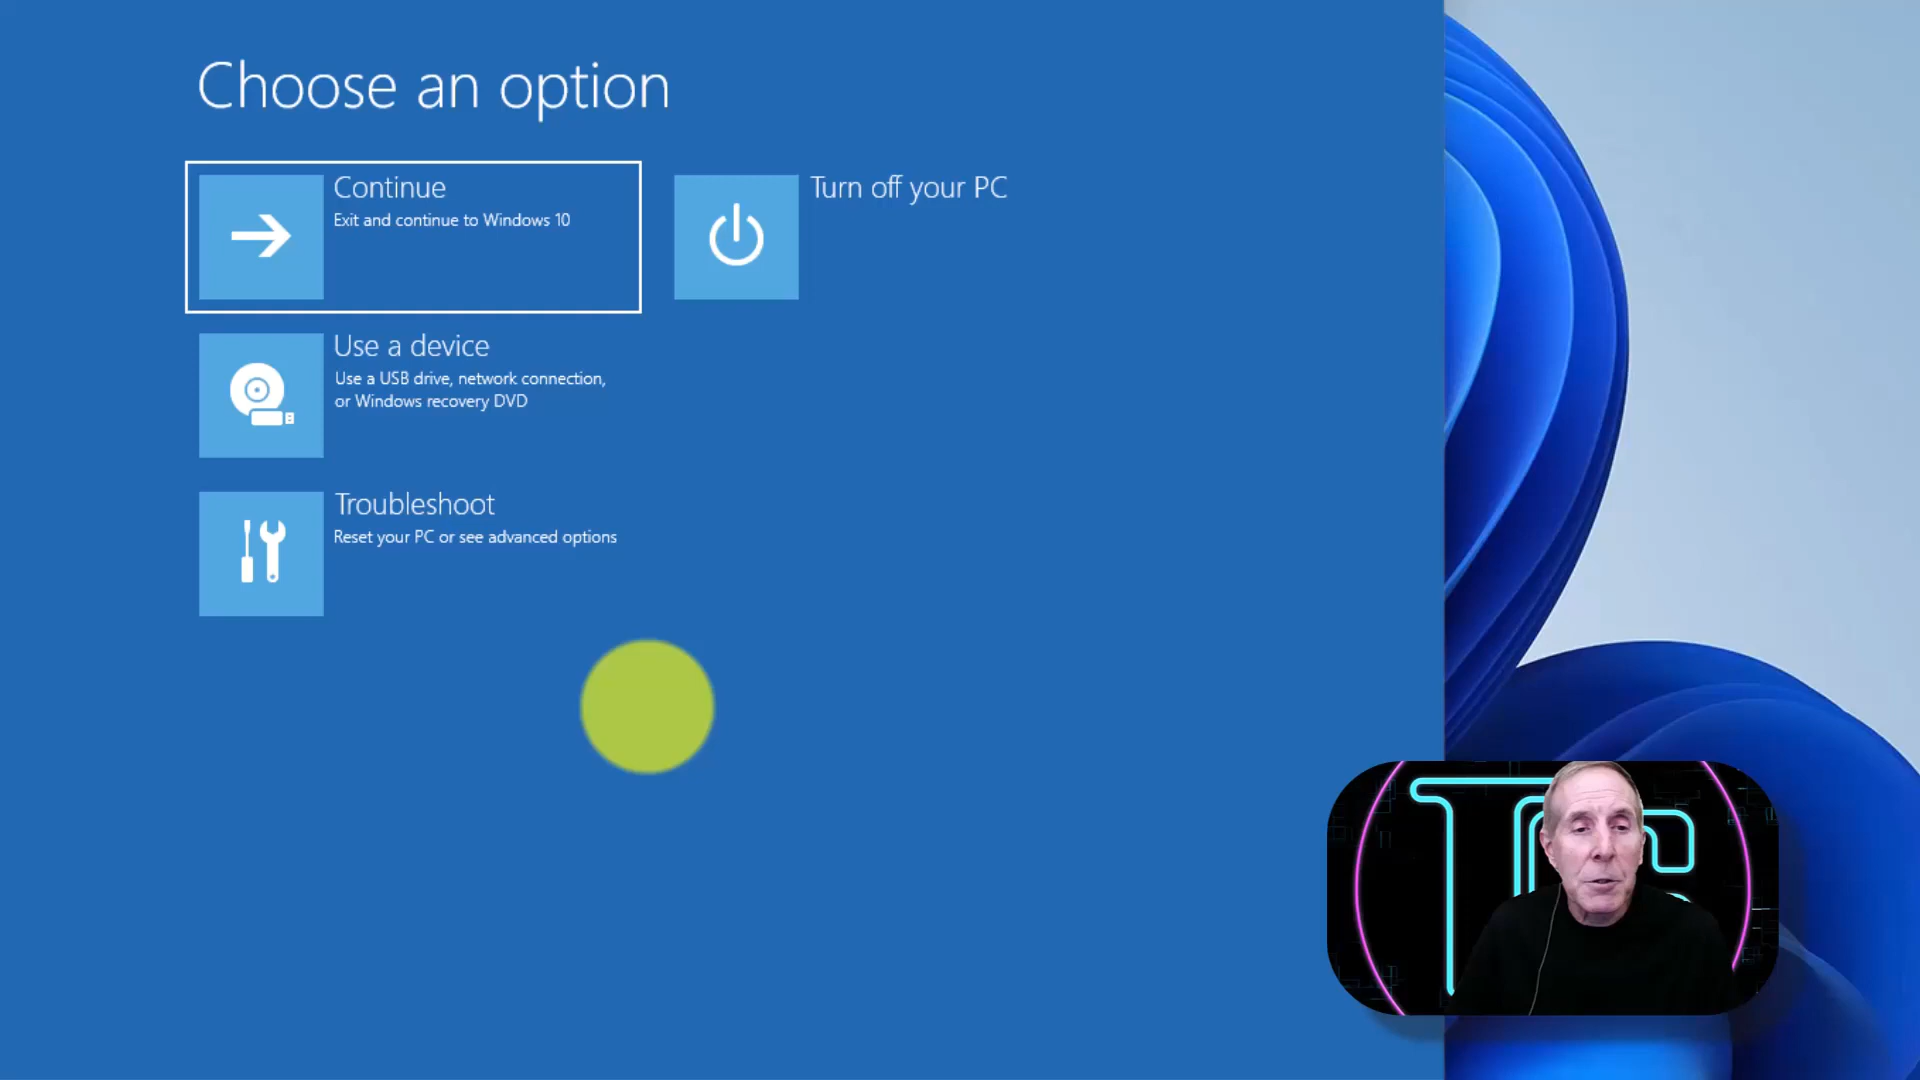 Choose an option
Continue
Exit and continue to Windows 10
Turn off your PC
Use a device
Use a USB drive, network connection,
or Windows recovery DVD
Troubleshoot
Reset your PC or see advanced options